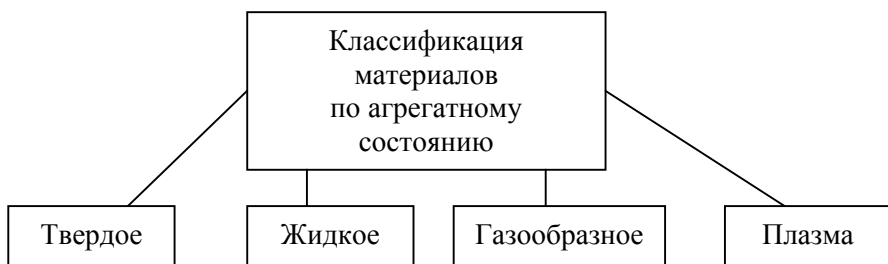 Классификация
материалов
по агрегатному
состоянию
Твердое
Жидкое
Газообразное
Плазма